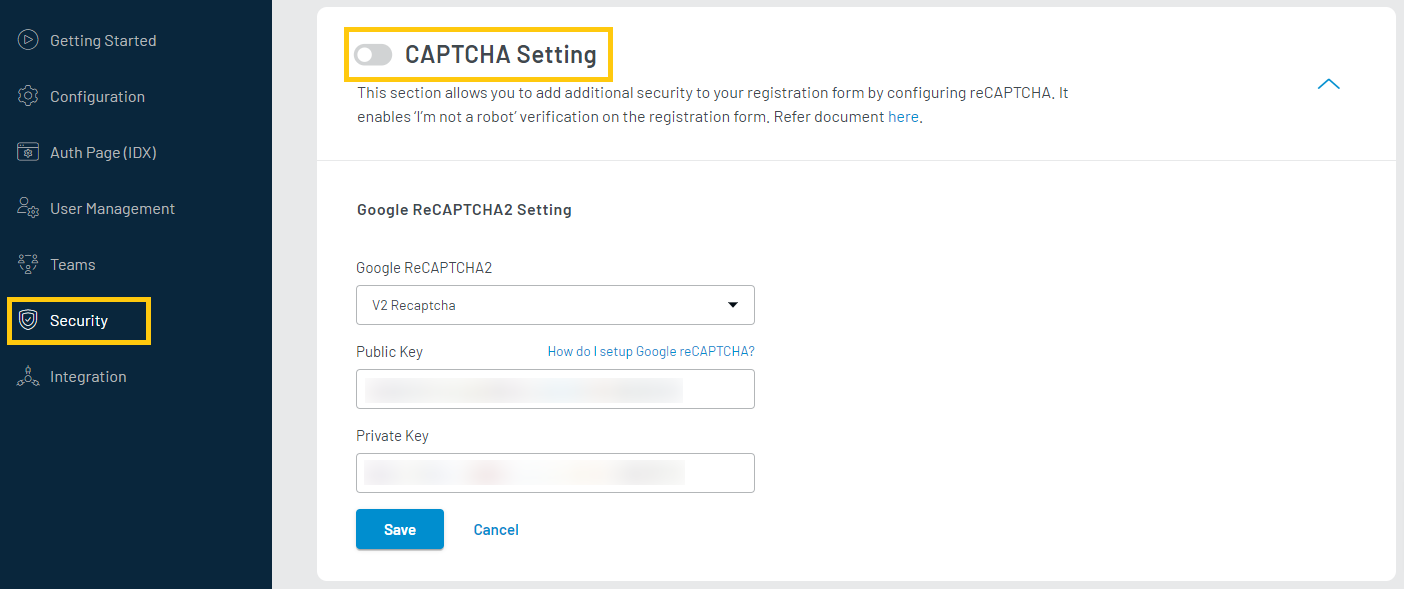 Getting Started
Configuration
Auth Page (IDX)
User Management
Teams
Security
Integration
CAPTCHA Setting
This section allows you to add additional security to your registration form by configuring reCAPTCHA. It
enables ‘I’m not a robot’ verification on the registration form. Refer document here.
Google ReCAPTCHA2 Setting
Google ReCAPTCHA2
V2 Recaptcha
Public Key How do I setup Google reCAPTCHA?
Private Key
Save Cancel